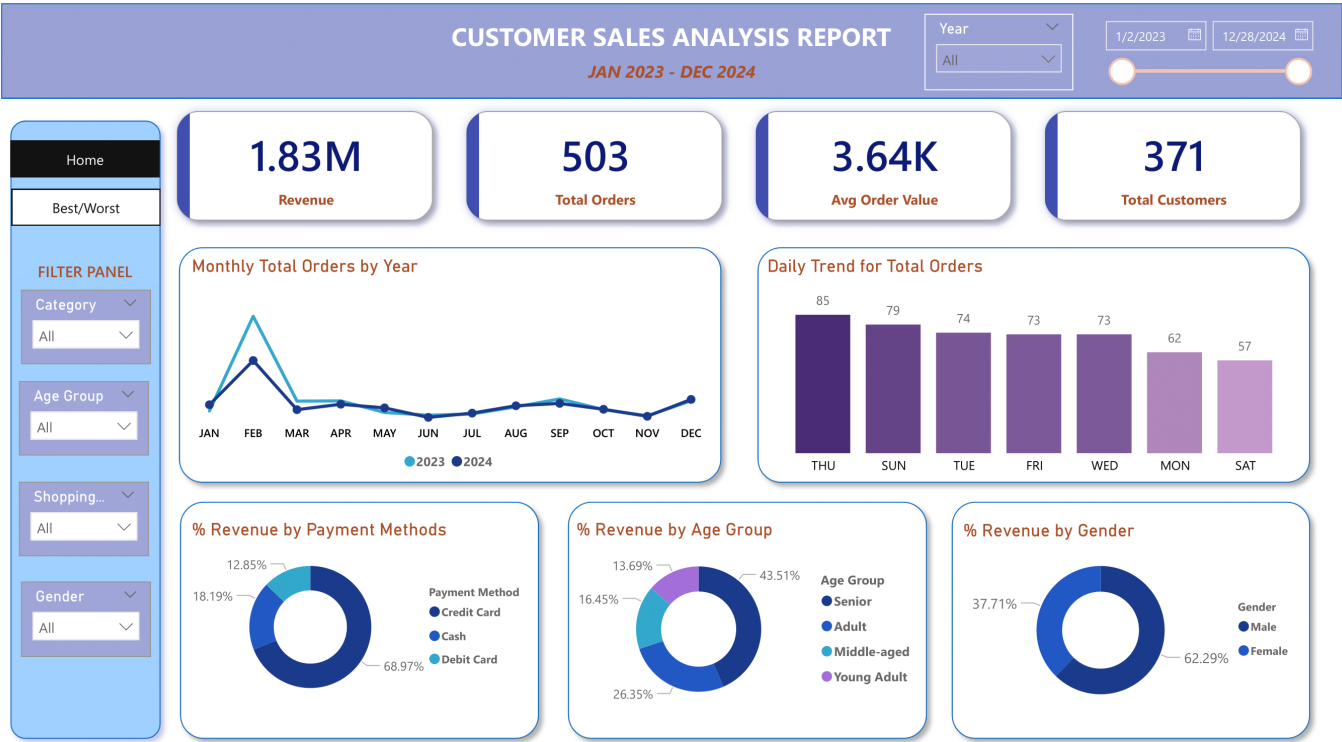 CUSTOMER SALES ANALYSIS REPORT
JAN 2023 - DEC 2024
Year
All
1/2/2023
12/28/2024
Home
Best/Worst
FILTER PANEL
Category
All
Age Group
All
Shopping...
All
Gender
All
1.83M
Revenue
503
Total Orders
3.64K
Avg Order Value
371
Total Customers
Monthly Total Orders by Year
JAN FEB MAR APR MAY JUN JUL AUG SEP OCT NOV DEC
2023 2024
Daily Trend for Total Orders
85 79 74 73 73 62 57
THU SUN TUE FRI WED MON SAT
% Revenue by Payment Methods
12.85%
18.19%
68.97%
Payment Method
Credit Card
Cash
Debit Card
% Revenue by Age Group
13.69%
43.51%
16.45%
26.35%
Age Group
Senior
Adult
Middle-aged
Young Adult
% Revenue by Gender
37.71%
62.29%
Gender
Male
Female